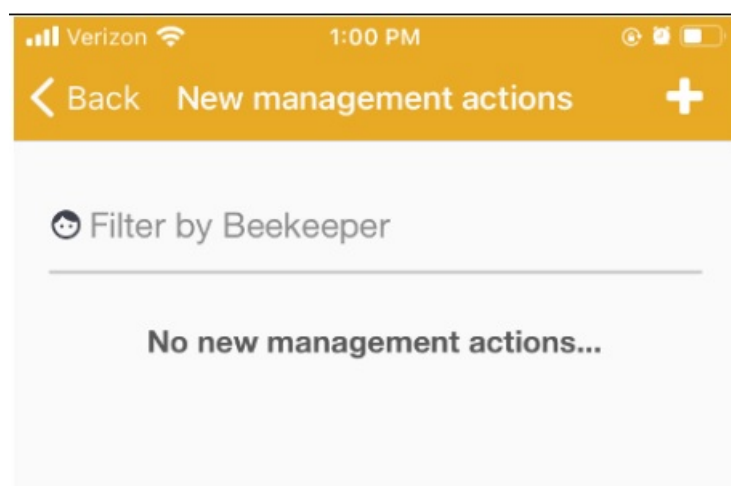 Verizon 1:00 PM
Back New management actions
Filter by Beekeeper
No new management actions...